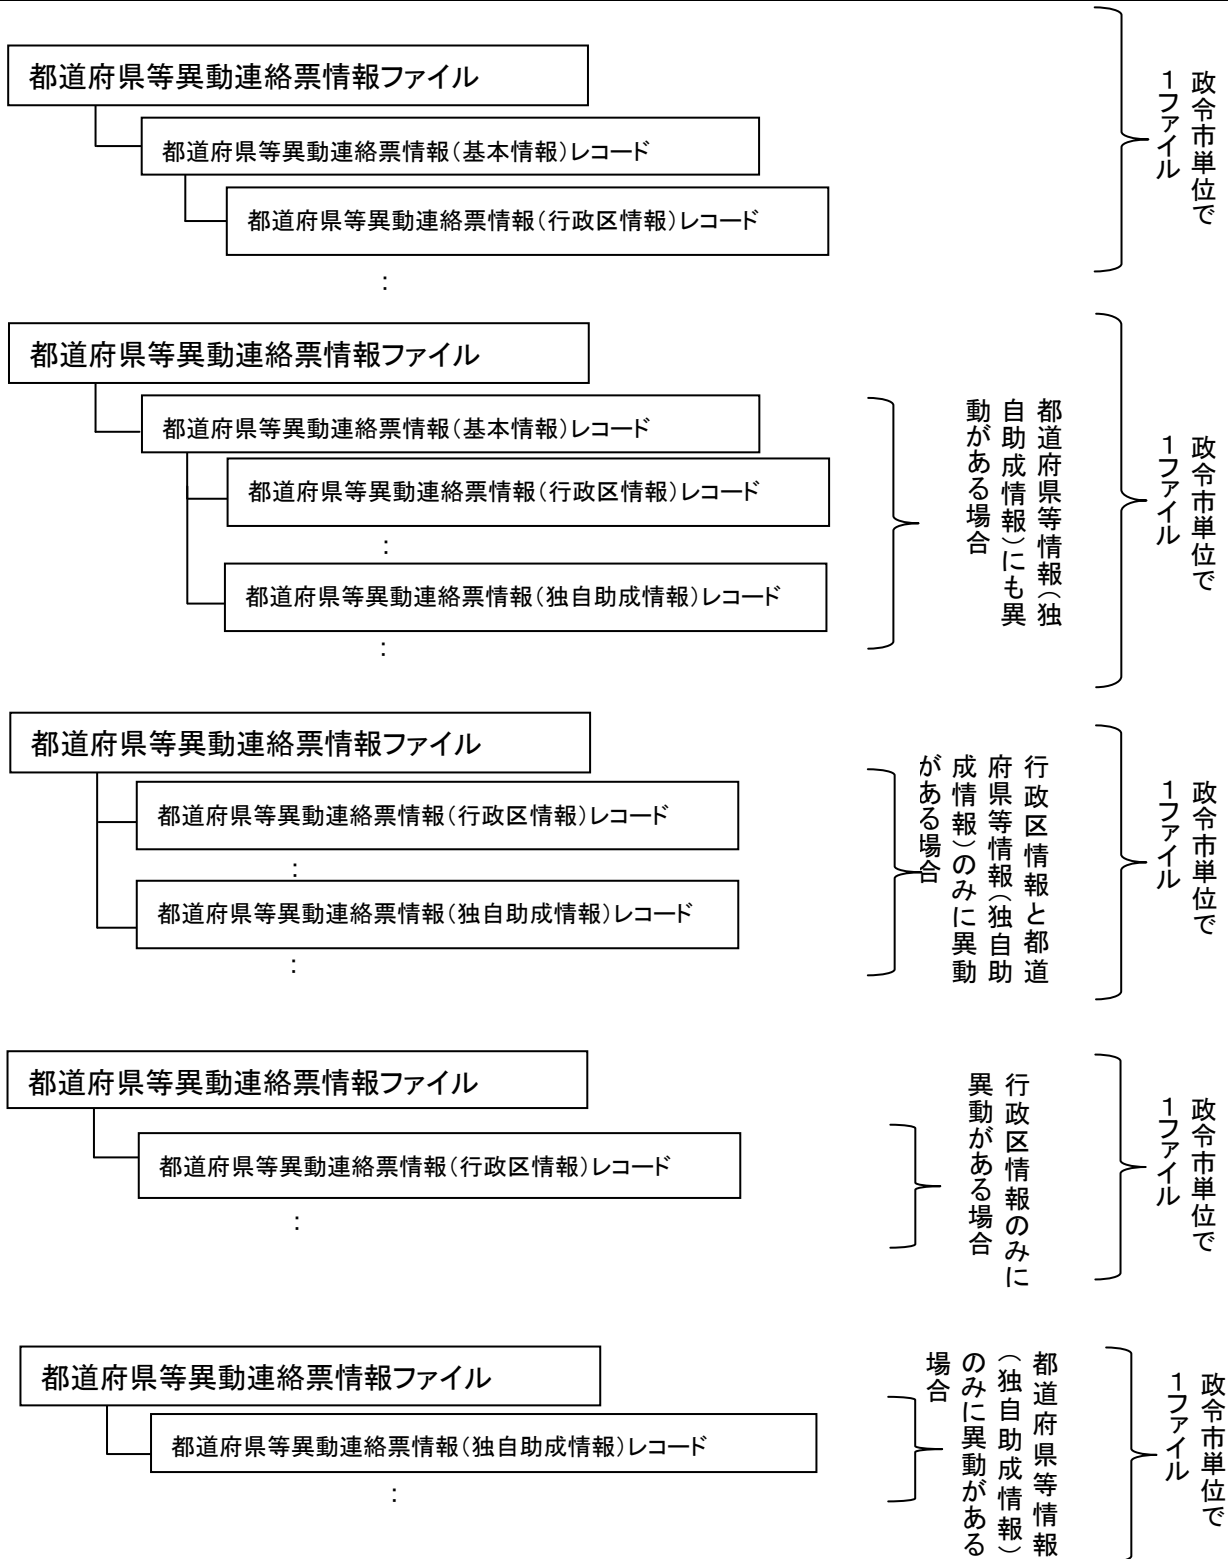 都道府県等異動連絡票情報ファイル
都道府県等異動連絡票情報（基本情報）レコード
都道府県等異動連絡票情報（行政区情報）レコード
：
政令市単位で
１ファイル
都道府県等異動連絡票情報ファイル
都道府県等異動連絡票情報（基本情報）レコード
都道府県等異動連絡票情報（行政区情報）レコード
：
都道府県等異動連絡票情報（独自助成情報）レコード
：
都道府県等情報（独
自助成情報）にも異
動がある場合
政令市単位で
１ファイル
都道府県等異動連絡票情報ファイル
都道府県等異動連絡票情報（行政区情報）レコード
：
都道府県等異動連絡票情報（独自助成情報）レコード
：
行政区情報と都道
府県等情報（独自助
成情報）のみに異動
がある場合
政令市単位で
１ファイル
都道府県等異動連絡票情報ファイル
都道府県等異動連絡票情報（行政区情報）レコード
：
行政区情報のみに
異動がある場合
政令市単位で
１ファイル
都道府県等異動連絡票情報ファイル
都道府県等異動連絡票情報（独自助成情報）レコード
：
都道府県等情報
（独自助成情報）
のみに異動がある
場合
政令市単位で
１ファイル